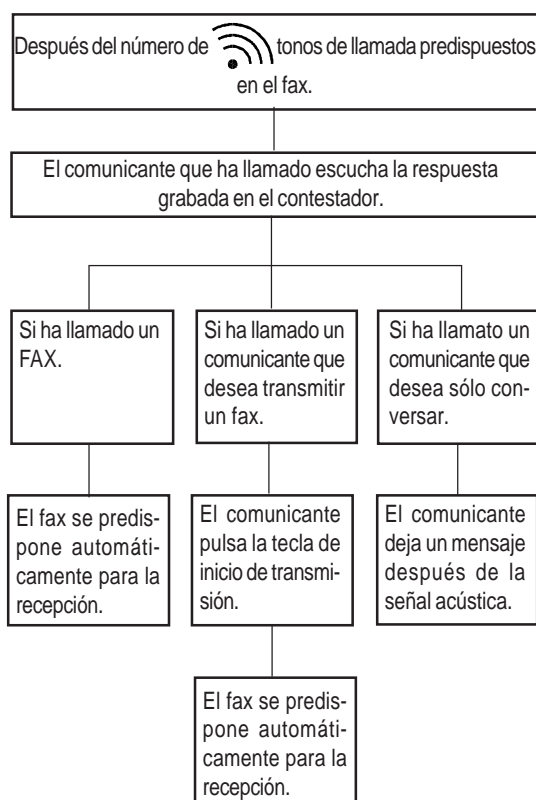 Después del número de tonos de llamada predispuestos
en el fax.
El comunicante que ha llamado escucha la respuesta
grabada en el contestador.
Si ha llamado un
FAX.
Si ha llamado un
comunicante que
desea transmitir
un fax.
Si ha llamato un
comunicante que
desea sólo con-
versar.
El fax se predis-
pone automáti-
camente para la
recepción.
El comunicante
pulsa la tecla de
inicio de transmi-
sión.
El comunicante
deja un mensaje
después de la
señal acústica.
El fax se predis-
pone automáti-
camente para la
recepción.